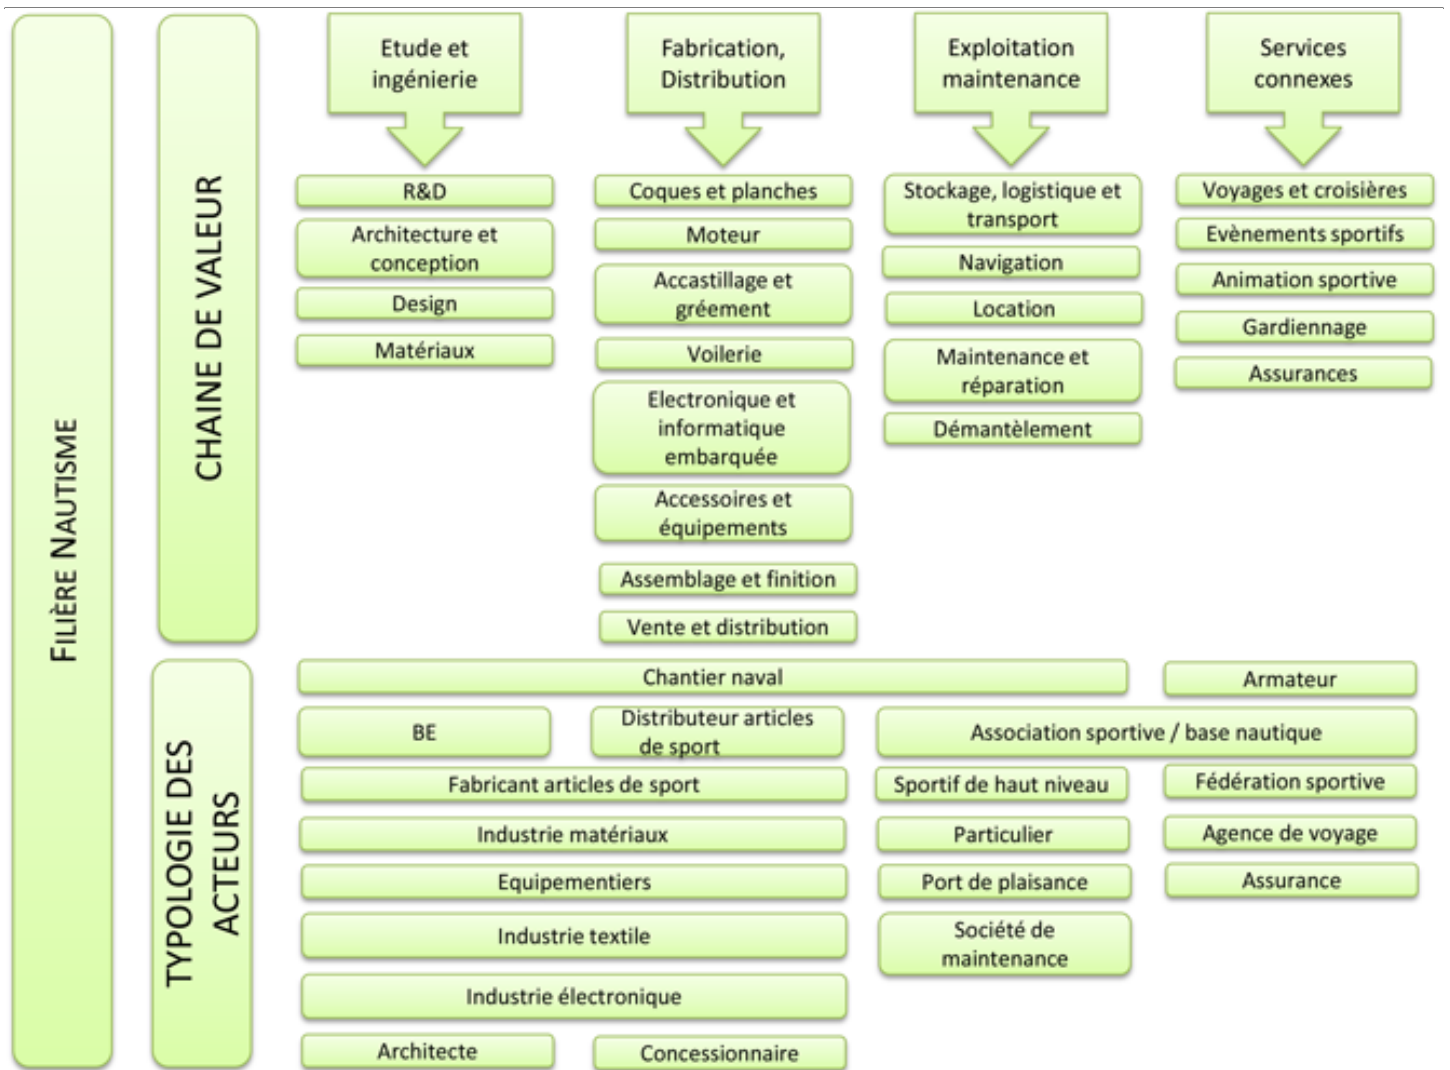 FILIÈRE NAUTISME
CHAINE DE VALEUR
Etude et
ingénierie
R&D
Architecture et
conception
Design
Matériaux
Fabrication,
Distribution
Coques et planches
Moteur
Accastillage et
gréement
Voilerie
Electronique et
informatique
embarquée
Accessoires et
équipements
Assemblage et finition
Vente et distribution
Exploitation
maintenance
Stockage, logistique et
transport
Navigation
Location
Maintenance et
réparation
Démantèlement
Services
connexes
Voyages et croisières
Evènements sportifs
Animation sportive
Gardiennage
Assurances
TYPOLOGIE DES
ACTEURS
Chantier naval
Armateur
BE
Distributeur articles
de sport
Association sportive / base nautique
Fabricant articles de sport
Sportif de haut niveau
Fédération sportive
Industrie matériaux
Particulier
Agence de voyage
Equipementiers
Port de plaisance
Assurance
Industrie textile
Société de
maintenance
Industrie électronique
Architecte
Concessionnaire